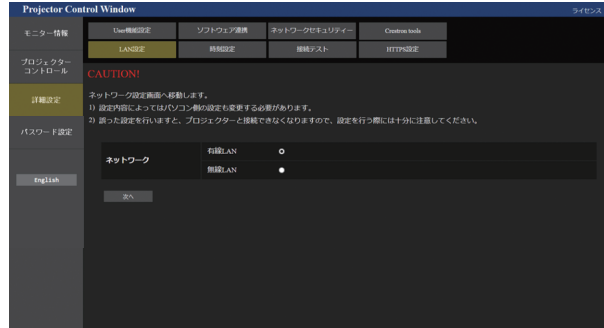 Projector Control Window
ライセンス
モニター情報
プロジェクター
コントロール
詳細設定
パスワード設定
English
User機能設定
ソフトウェア連携
ネットワークセキュリティー
Crestron tools
LAN設定
時刻設定
接続テスト
HTTPS設定
CAUTION!
ネットワーク設定画面へ移動します。
1) 設定内容によってはパソコン側の設定も変更する必要があります。
2) 誤った設定を行いますと、プロジェクターと接続できなくなりますので、設定を行う際には十分に注意してください。
ネットワーク
有線LAN
無線LAN
次へ